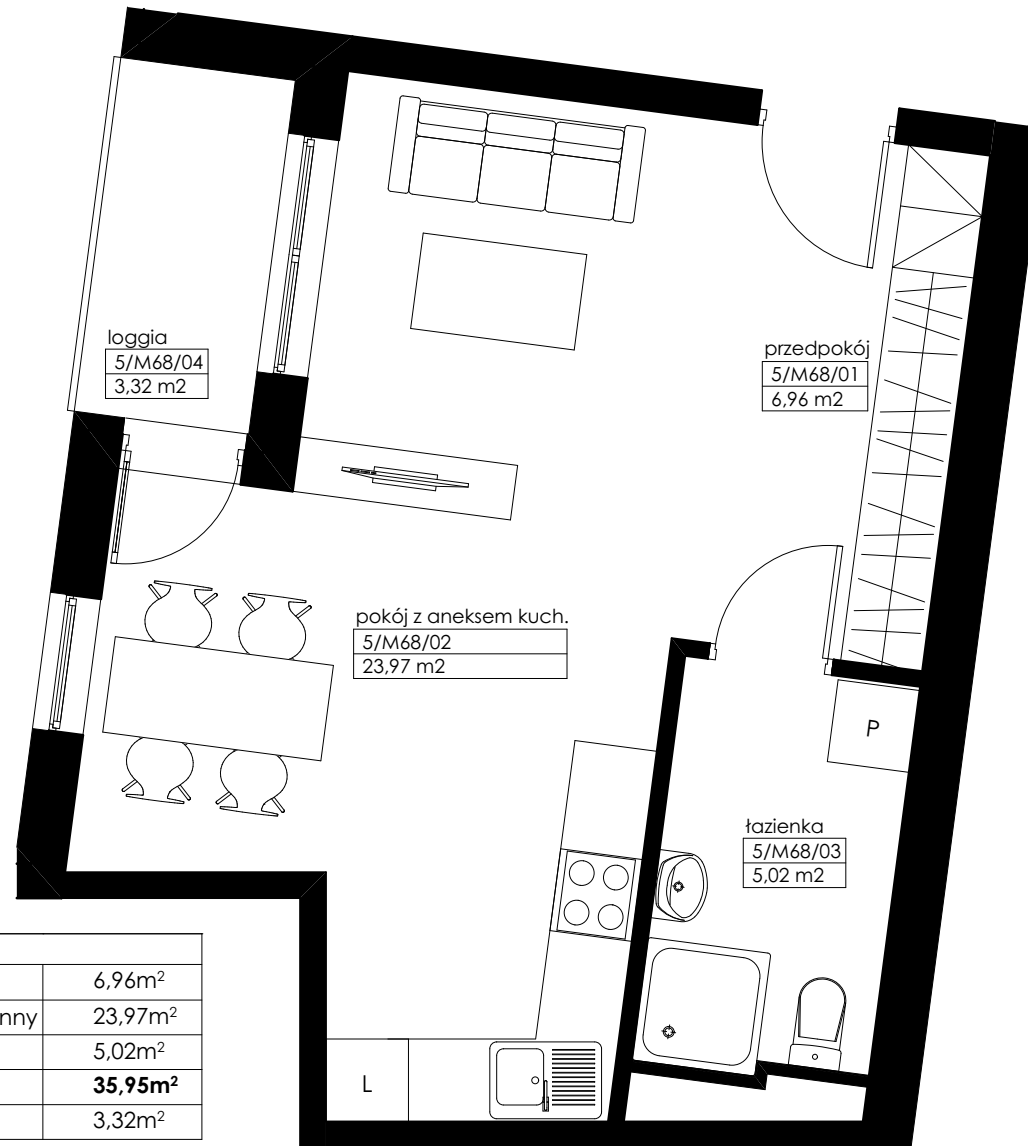 loggia
5/M68/04
3,32 m2
przedpokój
5/M68/01
6,96 m2
pokój z aneksem kuch.
5/M68/02
23,97 m2
P
łazienka
5/M68/03
5,02 m2
L
6,96m²
nny 23,97m²
5,02m²
35,95m²
3,32m²